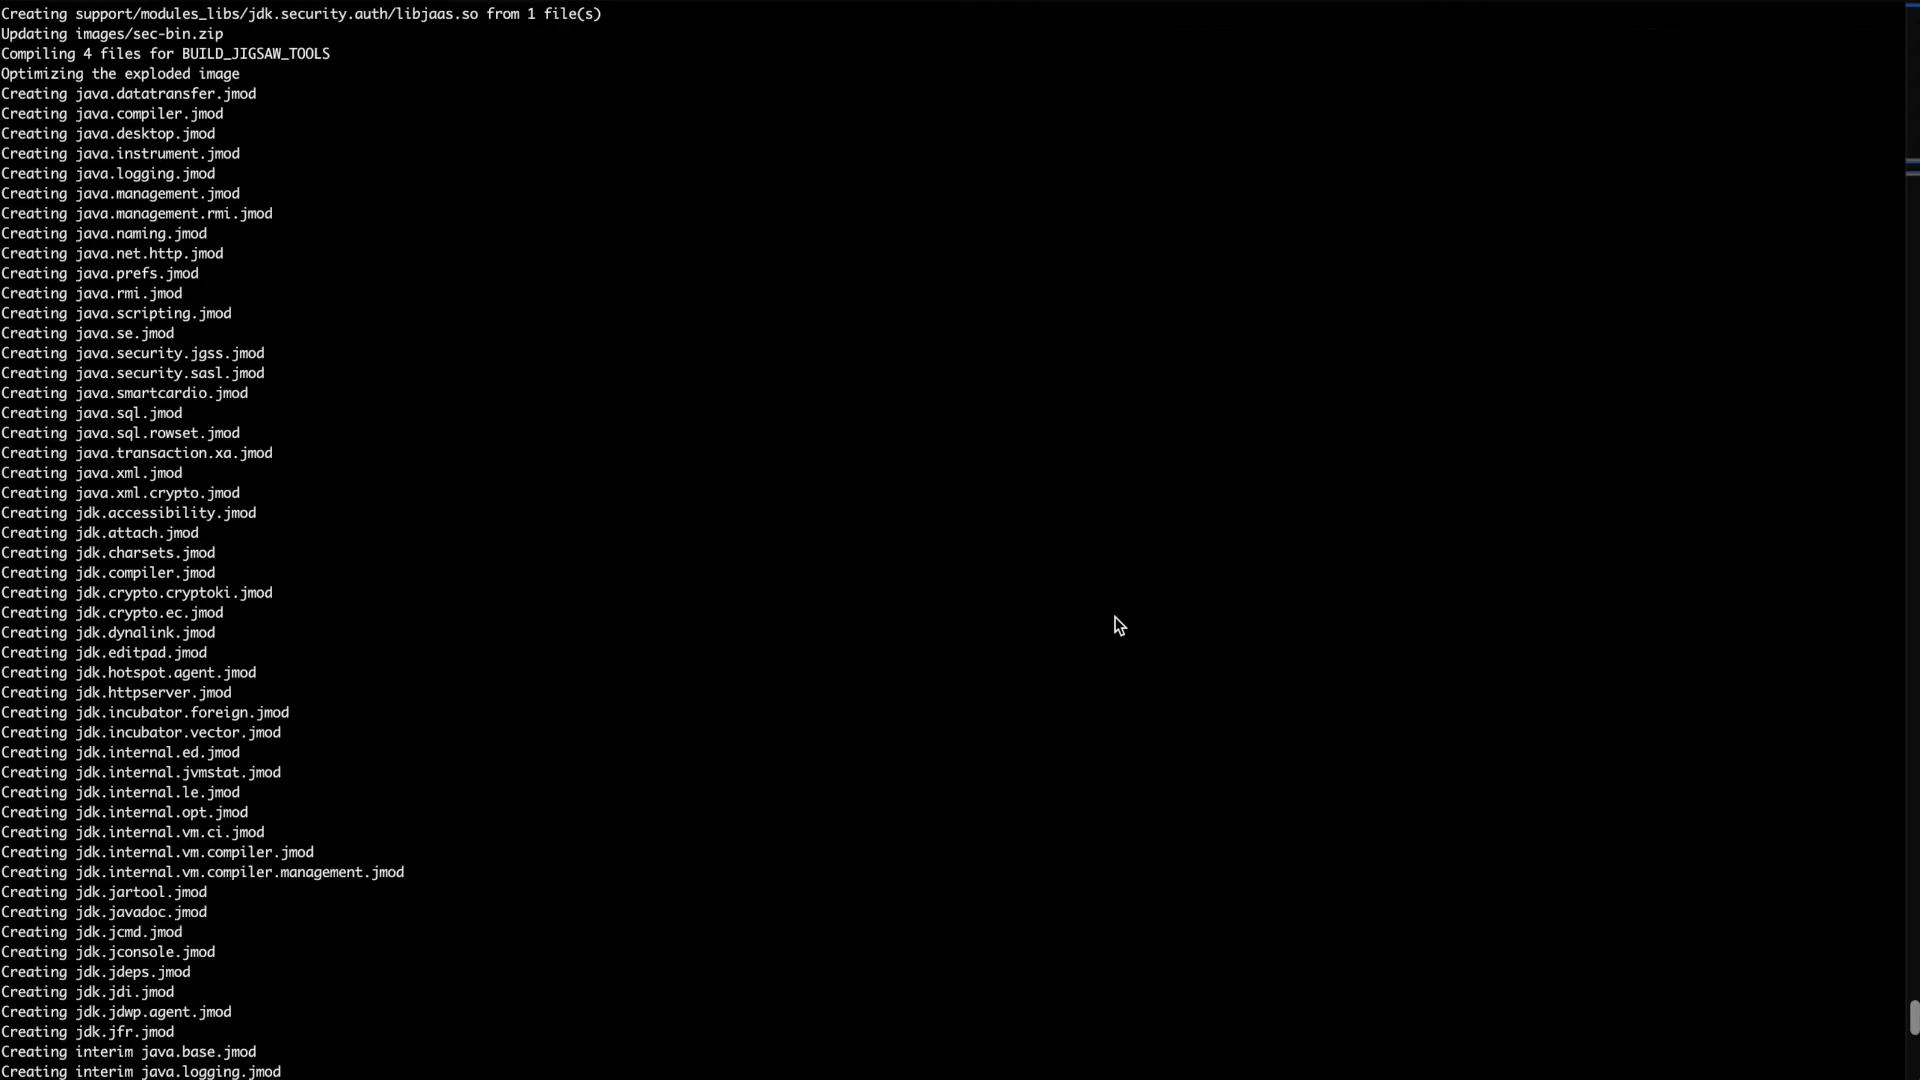 Creating support/modules_libs/jdk.security.auth/libjaas.so from 1 file(s)
Updating images/sec-bin.zip
Compiling 4 files for BUILD_JIGSAW_TOOLS
Optimizing the exploded image
Creating java.datatransfer.jmod
Creating java.compiler.jmod
Creating java.desktop.jmod
Creating java.instrument.jmod
Creating java.logging.jmod
Creating java.management.jmod
Creating java.management.rmi.jmod
Creating java.naming.jmod
Creating java.net.http.jmod
Creating java.prefs.jmod
Creating java.rmi.jmod
Creating java.scripting.jmod
Creating java.se.jmod
Creating java.security.jgss.jmod
Creating java.security.sasl.jmod
Creating java.smartcardio.jmod
Creating java.sql.jmod
Creating java.sql.rowset.jmod
Creating java.transaction.xa.jmod
Creating java.xml.jmod
Creating java.xml.crypto.jmod
Creating jdk.accessibility.jmod
Creating jdk.attach.jmod
Creating jdk.charsets.jmod
Creating jdk.compiler.jmod
Creating jdk.crypto.cryptoki.jmod
Creating jdk.crypto.ec.jmod
Creating jdk.dynalink.jmod
Creating jdk.editpad.jmod
Creating jdk.hotspot.agent.jmod
Creating jdk.httpserver.jmod
Creating jdk.incubator.foreign.jmod
Creating jdk.incubator.vector.jmod
Creating jdk.internal.ed.jmod
Creating jdk.internal.jvmstat.jmod
Creating jdk.internal.le.jmod
Creating jdk.internal.opt.jmod
Creating jdk.internal.vm.ci.jmod
Creating jdk.internal.vm.compiler.jmod
Creating jdk.internal.vm.compiler.management.jmod
Creating jdk.jartool.jmod
Creating jdk.javadoc.jmod
Creating jdk.jcmd.jmod
Creating jdk.jconsole.jmod
Creating jdk.jdeps.jmod
Creating jdk.jdi.jmod
Creating jdk.jdwp.agent.jmod
Creating jdk.jfr.jmod
Creating interim java.base.jmod
Creating interim java.logging.jmod